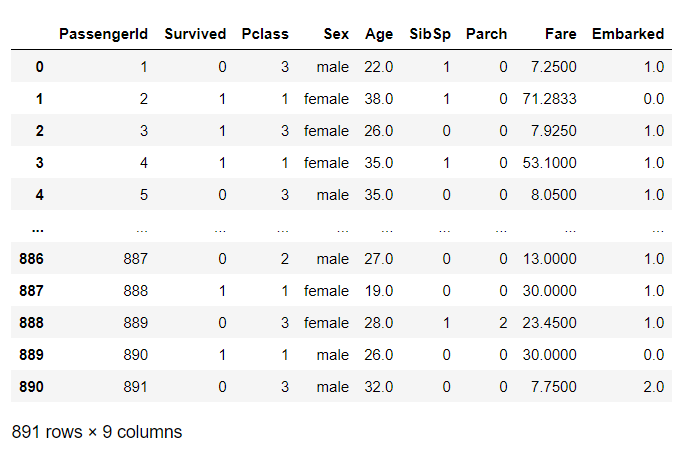 PassengerId Survived Pclass Sex Age SibSp Parch Fare Embarked
0 1 0 3 male 22.0 1 0 7.2500 1.0
1 2 1 1 female 38.0 1 0 71.2833 0.0
2 3 1 3 female 26.0 0 0 7.9250 1.0
3 4 1 1 female 35.0 1 0 53.1000 1.0
4 5 0 3 male 35.0 0 0 8.0500 1.0
... ... ... ... ... ... ... ... ... ...
886 887 0 2 male 27.0 0 0 13.0000 1.0
887 888 1 1 female 19.0 0 0 30.0000 1.0
888 889 0 3 female 28.0 1 2 23.4500 1.0
889 890 1 1 male 26.0 0 0 30.0000 0.0
890 891 0 3 male 32.0 0 0 7.7500 2.0
891 rows × 9 columns